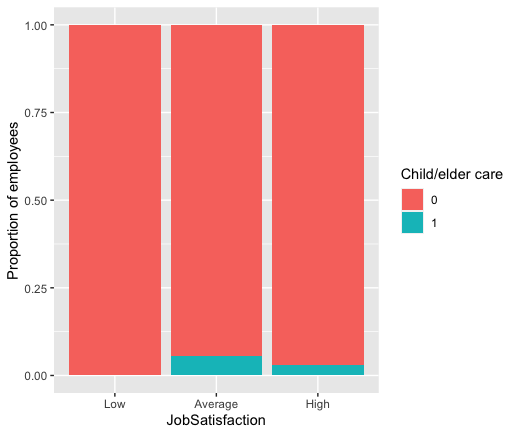 1.00
0.75
0.50
0.25
0.00
Proportion of employees
Low Average High
JobSatisfaction
Child/elder care
0
1